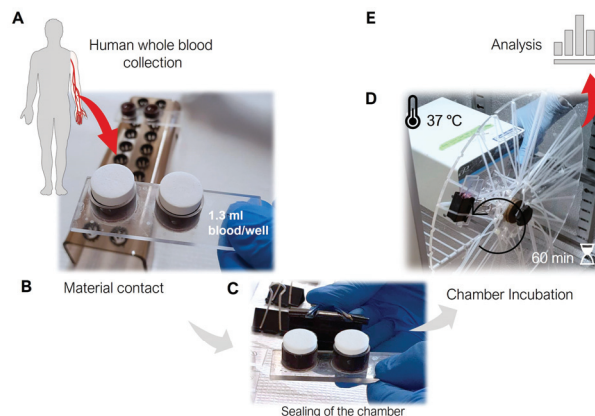 A
Human whole blood
collection
1.3 ml
blood/well
B
Material contact
C
Sealing of the chamber
D
37 ºC
60 min
Chamber Incubation
E
Analysis